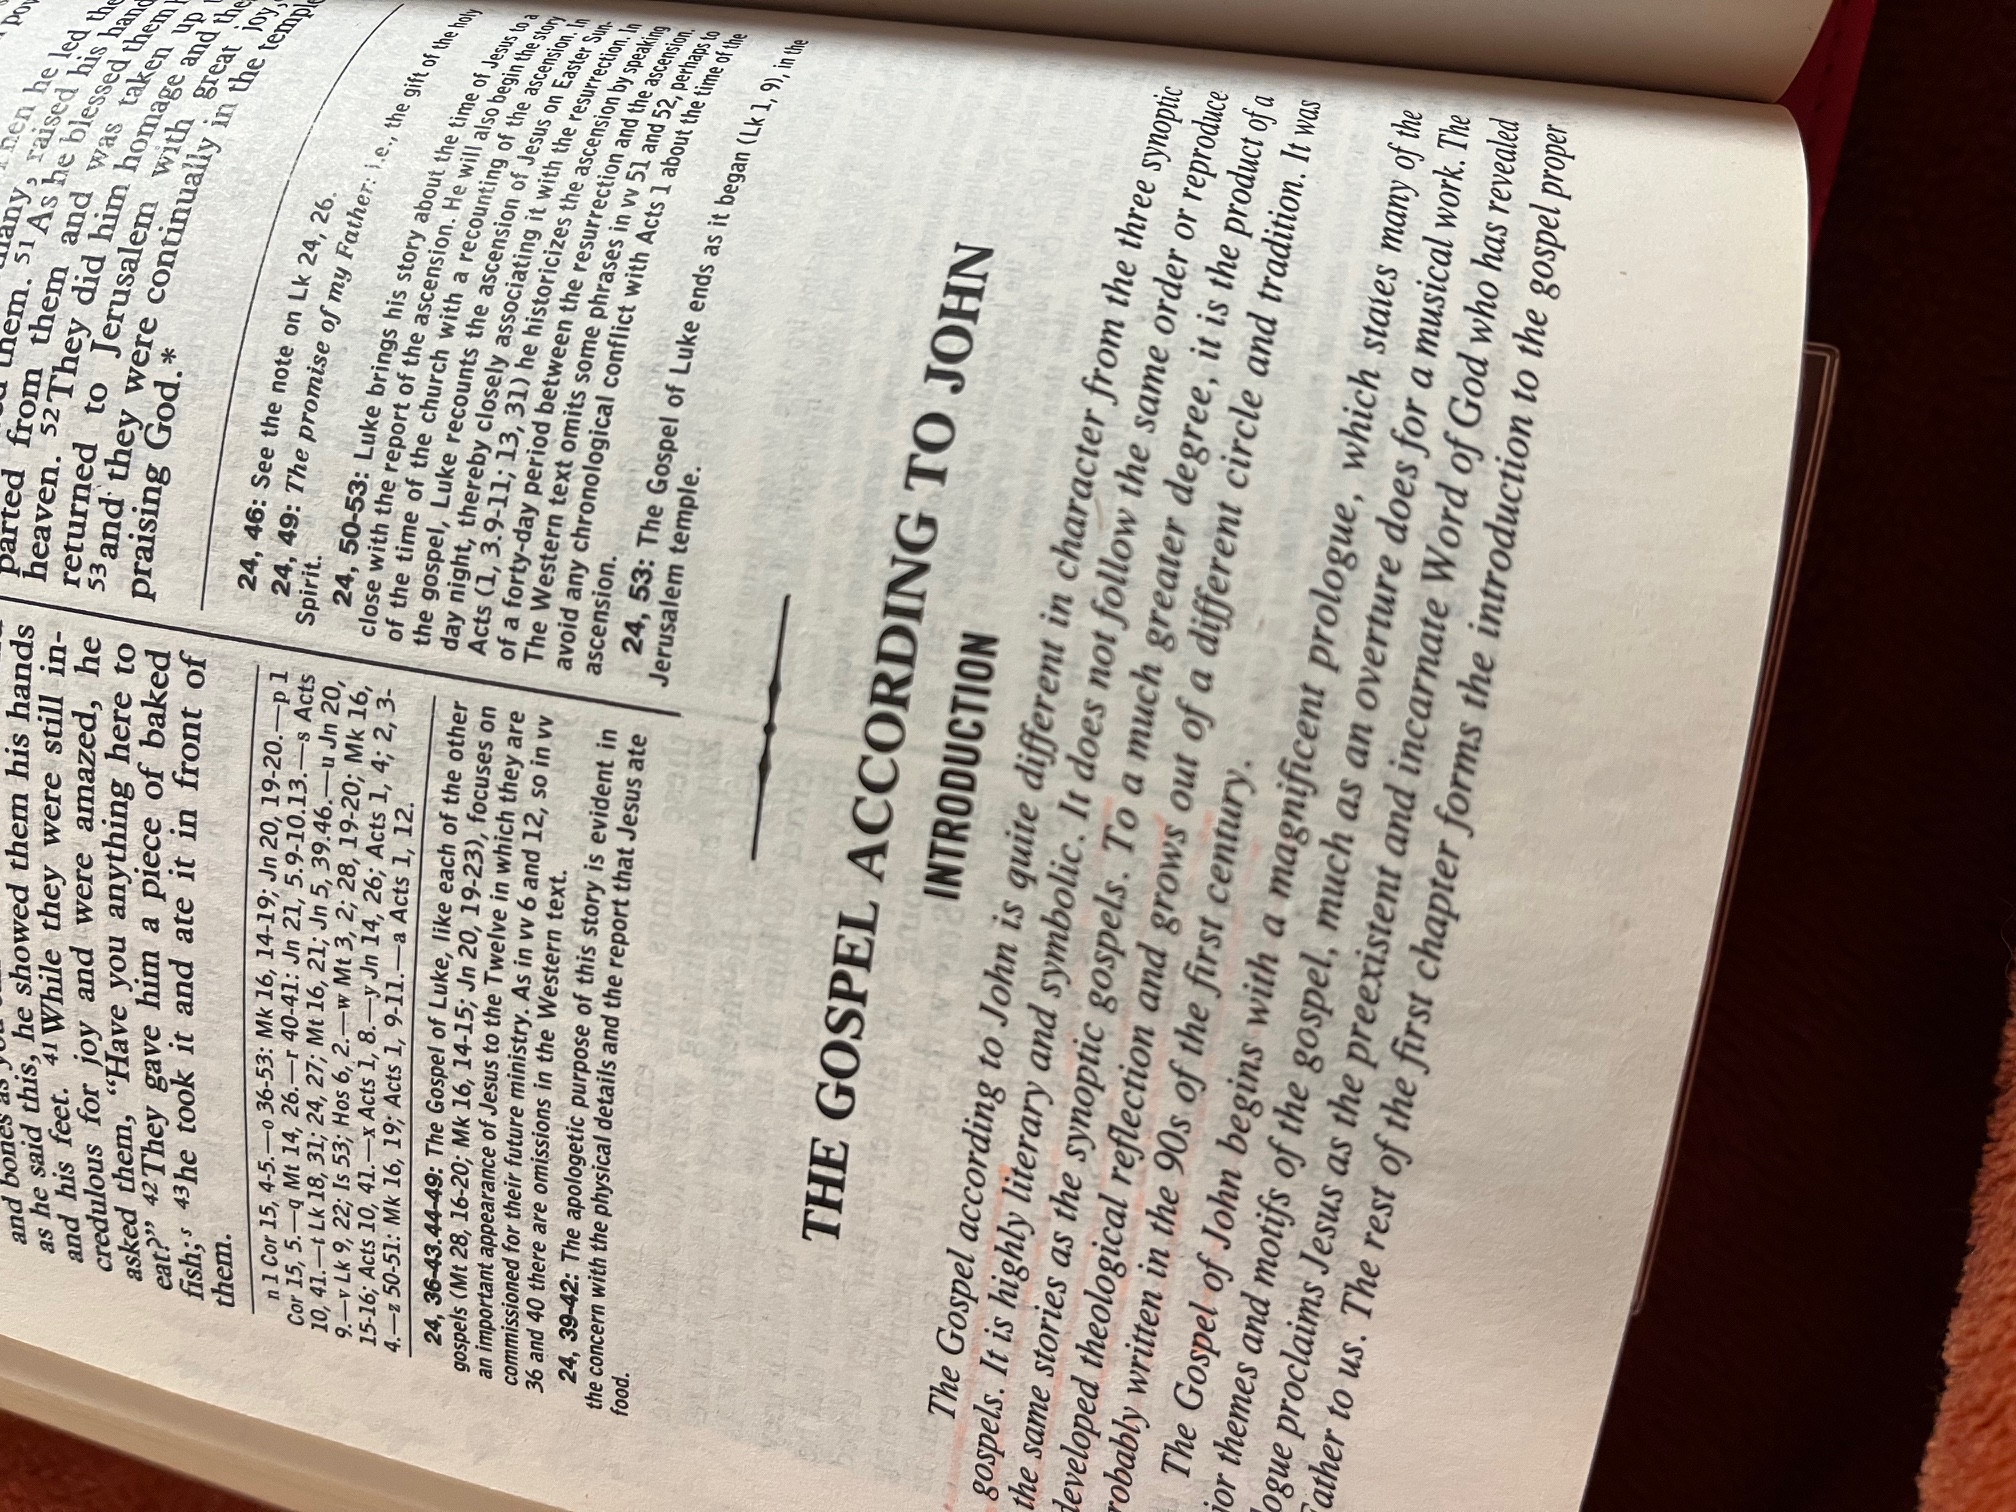 and bones as
as he said this, he showed them his hands
and his feet. 41 While they were still in-
credulous for joy and were amazed, he
asked them, “Have you anything here to
eat?” 42 They gave him a piece of baked
fish;s 43 he took it and ate it in front of
them.
n 1 Cor 15, 4-5.—o 36-53: Mk 16, 14-19; Jn 20, 19-20.—p 1
Cor 15, 5.—q Mt 14, 26.—r 40-41: Jn 21, 5.9-10.13.—s Acts
10, 41.—t Lk 18, 31; 24, 27; Mt 16, 21; Jn 5, 39.46.—u Jn 20,
9.—v Lk 9, 22; Is 53; Hos 6, 2.—w Mt 3, 2; 28, 19-20; Mk 16,
15-16; Acts 10, 41.—x Acts 1, 8.—y Jn 14, 26; Acts 1, 4; 2, 3-
4.—z 50-51: Mk 16, 19; Acts 1, 9-11.—a Acts 1, 12.
24, 36-43.44-49: The Gospel of Luke, like each of the other
gospels (Mt 28, 16-20; Mk 16, 14-15; Jn 20, 19-23), focuses on
an important appearance of Jesus to the Twelve in which they are
commissioned for their future ministry. As in vv 6 and 12, so in vv
36 and 40 there are omissions in the Western text.
24, 39-42: The apologetic purpose of this story is evident in
the concern with the physical details and the report that Jesus ate
food.
he led
many, raised his
them. 51 As he blessed them
parted from them and was taken up
heaven. 52 They did him homage and
returned to Jerusalem with great joy,
53 and they were continually in the temple
praising God.*
24, 46: See the note on Lk 24, 26.
24, 49: The promise of my Father: i.e., the gift of the holy
Spirit.
24, 50-53: Luke brings his story about the time of Jesus to a
close with the report of the ascension. He will also begin the story
of the time of the church with a recounting of the ascension. In
the gospel, Luke recounts the ascension of Jesus on Easter Sun-
day night, thereby closely associating it with the resurrection. In
Acts (1, 3.9-11; 13, 31) he historicizes the ascension by speaking
of a forty-day period between the resurrection and the ascension.
The Western text omits some phrases in vv 51 and 52, perhaps to
avoid any chronological conflict with Acts 1 about the time of the
ascension.
24, 53: The Gospel of Luke ends as it began (Lk 1, 9), in the
Jerusalem temple.
THE GOSPEL ACCORDING TO JOHN
INTRODUCTION
The Gospel according to John is quite different in character from the three synoptic
gospels. It is highly literary and symbolic. It does not follow the same order or reproduce
the same stories as the synoptic gospels. To a much greater degree, it is the product of a
developed theological reflection and grows out of a different circle and tradition. It was
robably written in the 90s of the first century.
The Gospel of John begins with a magnificent prologue, which states many of the
jor themes and motifs of the gospel, much as an overture does for a musical work. The
logue proclaims Jesus as the preexistent and incarnate Word of God who has revealed
Father to us. The rest of the first chapter forms the introduction to the gospel proper